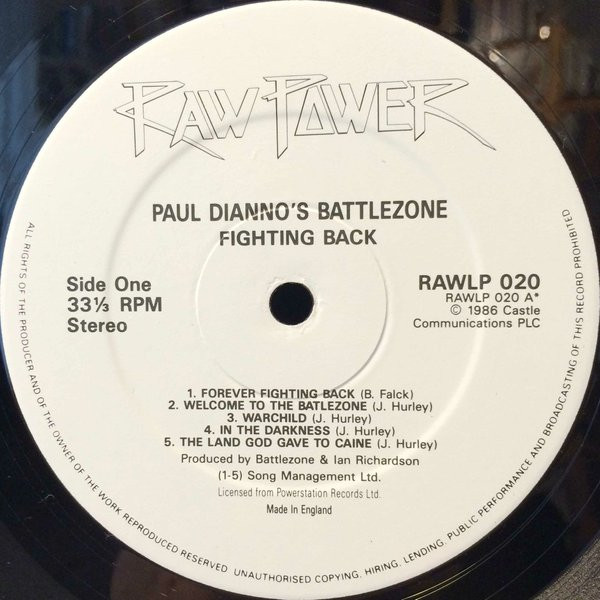 RAW POWER
PAUL DIANNO'S BATTLEZONE
FIGHTING BACK
Side One
33⅓ RPM
Stereo
RAWLP 020
RAWLP 020 A*
© 1986 Castle
Communications PLC
1. FOREVER FIGHTING BACK (B. Falck)
2. WELCOME TO THE BATLEZONE (J. Hurley)
3. WARCHILD (J. Hurley)
4. IN THE DARKNESS (J. Hurley)
5. THE LAND GOD GAVE TO CAINE (J. Hurley)
Produced by Battlezone & Ian Richardson
(1-5) Song Management Ltd.
Licensed from Powerstation Records Ltd.
Made In England
ALL RIGHTS OF THE PRODUCER AND OF THE OWNER OF THE WORK REPRODUCED RESERVED UNAUTHORISED COPYING, HIRING, LENDING, PUBLIC PERFORMANCE AND BROADCASTING OF THIS RECORD PROHIBITED